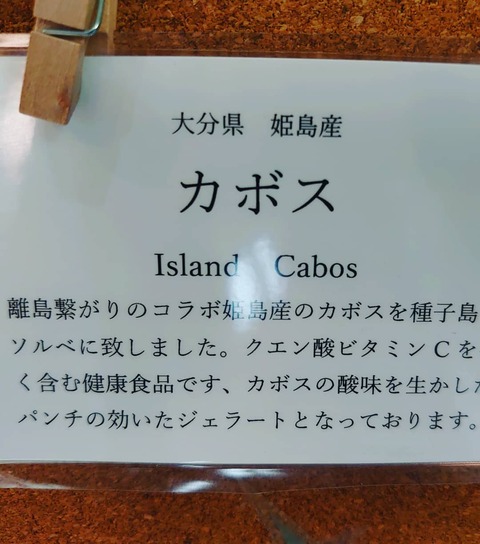 大分県 姫島産
カボス
Island Cabos
離島繋がりのコラボ姫島産のカボスを種子島
ソルベに致しました。クエン酸ビタミンCを
く含む健康食品です、カボスの酸味を生かした
パンチの効いたジェラートとなっております。